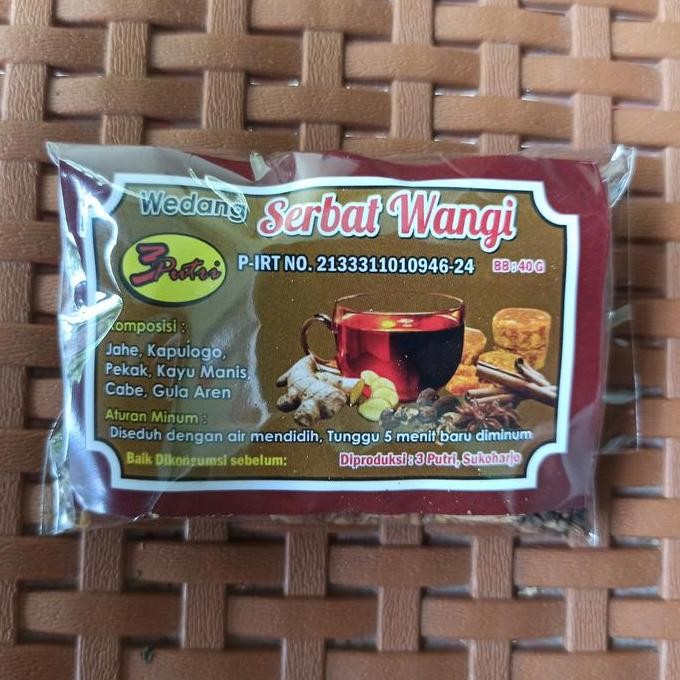 Wedang Serbat Wangi
3 Putri
P-IRT NO. 2133311010946-24
BB : 40 G
Komposisi :
Jahe, Kapulogo,
Pekak, Kayu Manis,
Cabe, Gula Aren
Aturan Minum :
Diseduh dengan air mendidih, Tunggu 5 menit baru diminum
Baik Dikonsumsi sebelum:
Diproduksi : 3 Putri, Sukoharjo